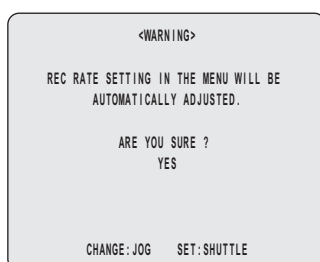 <WARNING>
REC RATE SETTING IN THE MENU WILL BE
AUTOMATICALLY ADJUSTED.
ARE YOU SURE ?
YES
CHANGE:JOG SET:SHUTTLE